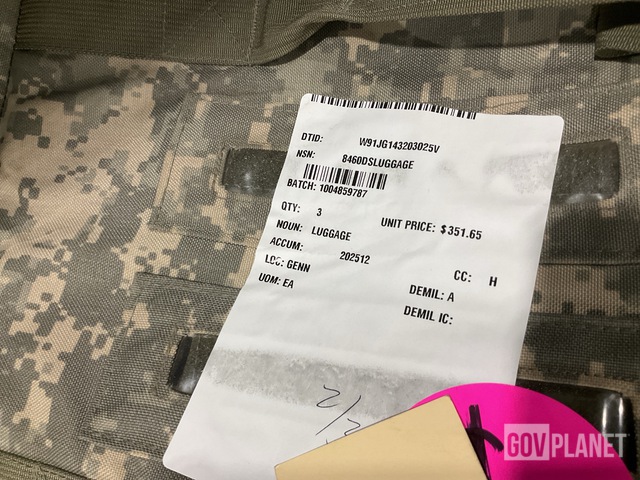 DTID: W91JG143203025V
NSN: 8460DSLUGGAGE
BATCH: 1004859787
QTY: 3 UNIT PRICE: $351.65
NOUN: LUGGAGE
ACCUM: 202512
LOC: GENN CC: H
UOM: EA DEMIL: A
DEMIL IC:
GOVPLANET